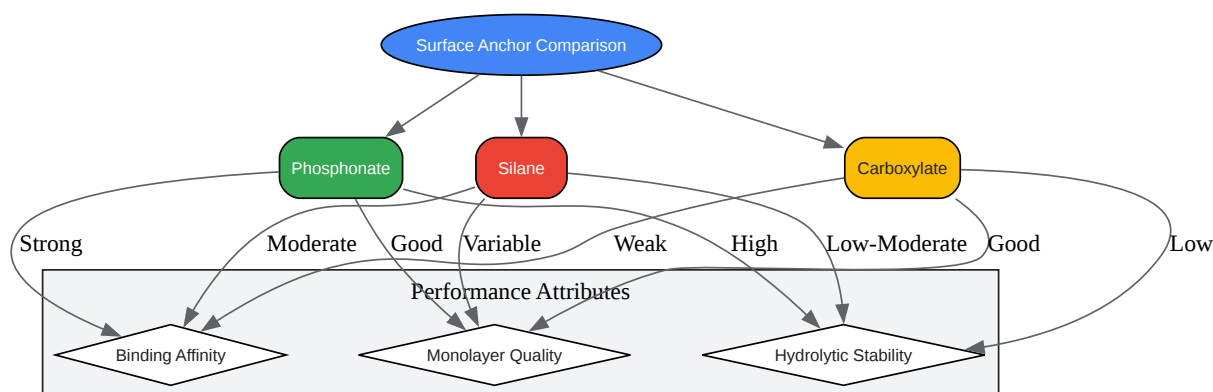 Surface Anchor Comparison
Phosphonate
Silane
Carboxylate
Strong
Moderate
Good
Variable
Weak
High
Low-Moderate
Good
Low
Performance Attributes
Binding Affinity
Monolayer Quality
Hydrolytic Stability